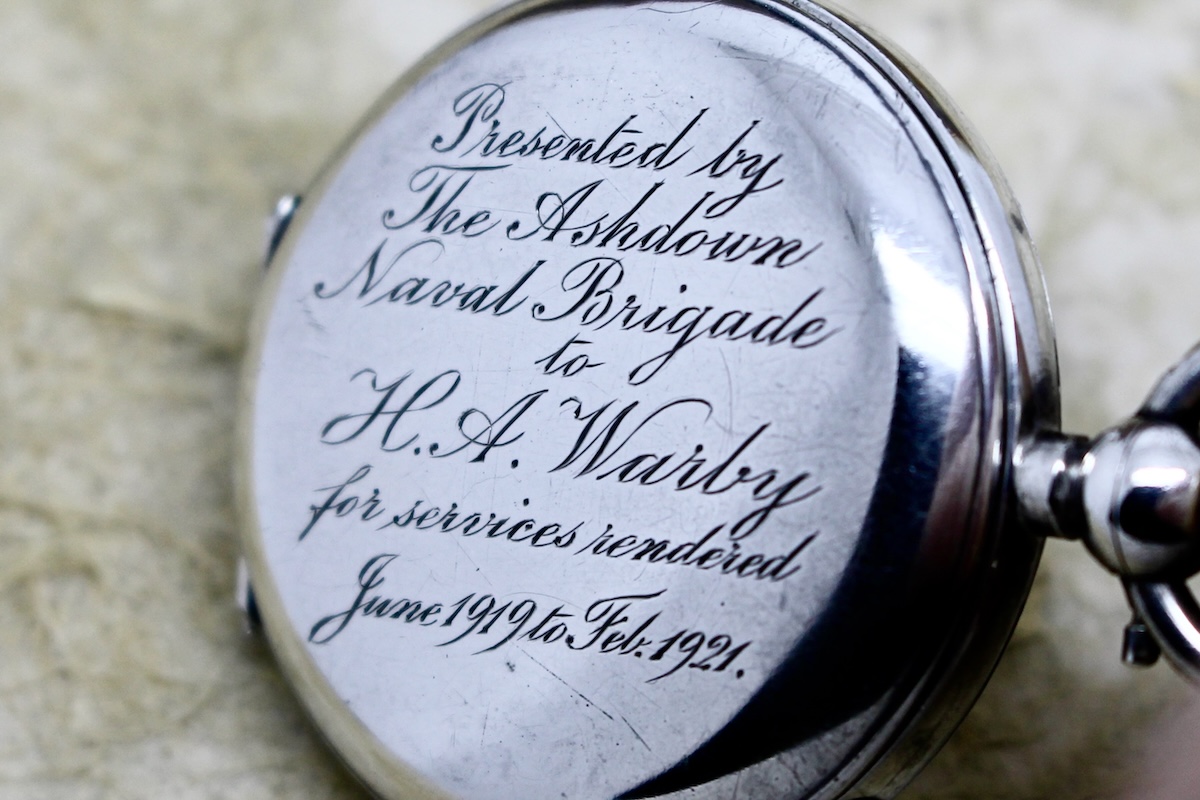 Presented by
The Ashdown
Naval Brigade
to
H. A. Warby
for services rendered
June 1919 to Feb. 1921.